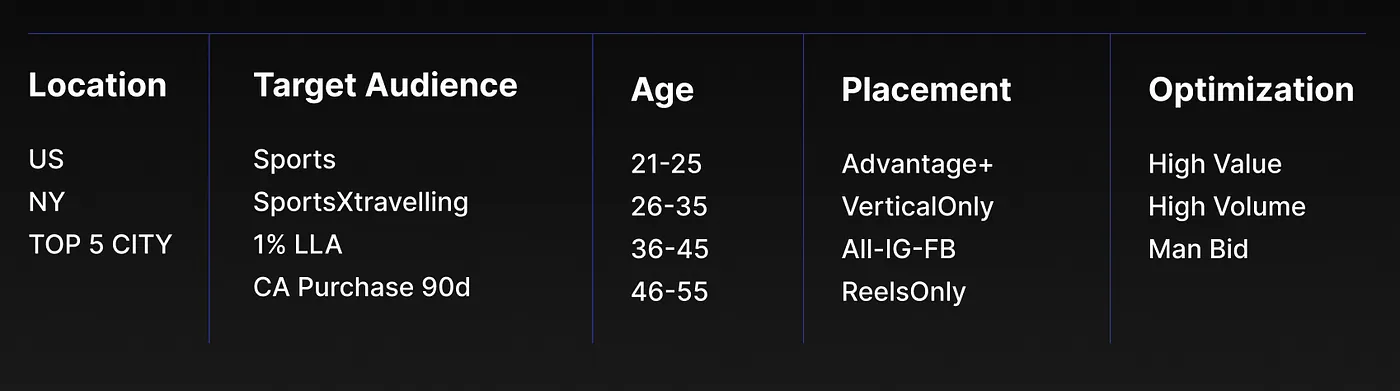 Location
US
NY
TOP 5 CITY
Target Audience
Sports
SportsXtravelling
1% LLA
CA Purchase 90d
Age
21-25
26-35
36-45
46-55
Placement
Advantage+
VerticalOnly
All-IG-FB
ReelsOnly
Optimization
High Value
High Volume
Man Bid